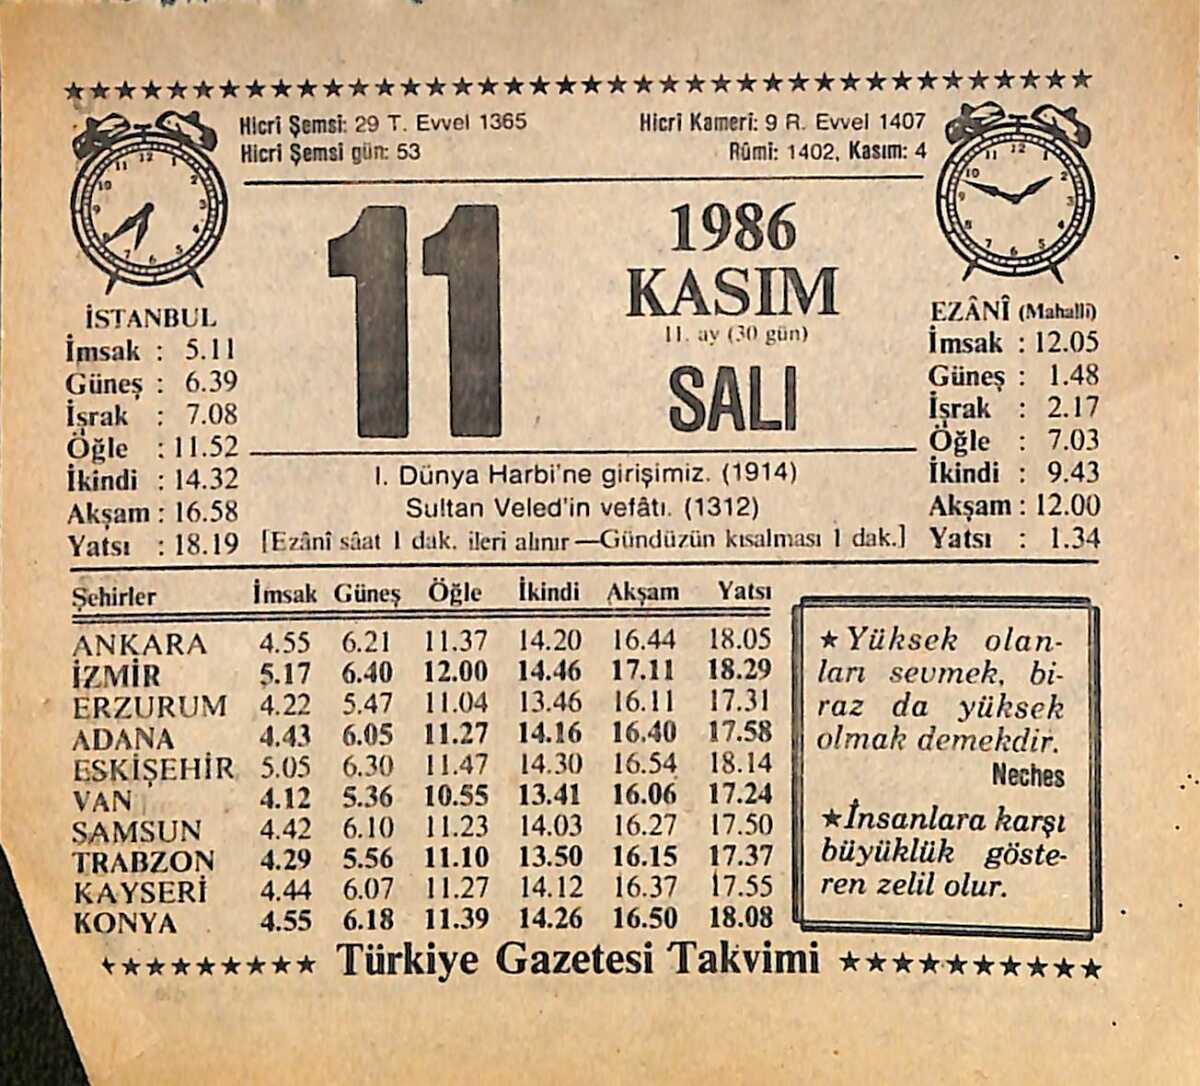 Hicri Şemsi: 29 T. Evvel 1365
Hicri Şemsi gün: 53
Hicri Kameri: 9 R. Evvel 1407
Rûmi: 1402, Kasım: 4
11
1986
KASIM
11. ay (30 gün)
SALI
İSTANBUL
İmsak : 5.11
Güneş : 6.39
İşrak : 7.08
Öğle : 11.52
İkindi : 14.32
Akşam : 16.58
Yatsı : 18.19
EZÂNÎ (Mahalli)
İmsak : 12.05
Güneş : 1.48
İşrak : 2.17
Öğle : 7.03
İkindi : 9.43
Akşam : 12.00
Yatsı : 1.34
I. Dünya Harbi'ne girişimiz. (1914)
Sultan Veled'in vefâtı. (1312)
[Ezânî sâat 1 dak. ileri alınır—Gündüzün kısalması 1 dak.]
Şehirler İmsak Güneş Öğle İkindi Akşam Yatsı
ANKARA 4.55 6.21 11.37 14.20 16.44 18.05
İZMİR 5.17 6.40 12.00 14.46 17.11 18.29
ERZURUM 4.22 5.47 11.04 13.46 16.11 17.31
ADANA 4.43 6.05 11.27 14.16 16.40 17.58
ESKİŞEHİR 5.05 6.30 11.47 14.30 16.54 18.14
VAN 4.12 5.36 10.55 13.41 16.06 17.24
SAMSUN 4.42 6.10 11.23 14.03 16.27 17.50
TRABZON 4.29 5.56 11.10 13.50 16.15 17.37
KAYSERİ 4.44 6.07 11.27 14.12 16.37 17.55
KONYA 4.55 6.18 11.39 14.26 16.50 18.08
★ Yüksek olan-
ları sevmek, bi-
raz da yüksek
olmak demekdir.
Neches
★ İnsanlara karşı
büyüklük göste-
ren zelil olur.
Türkiye Gazetesi Takvimi